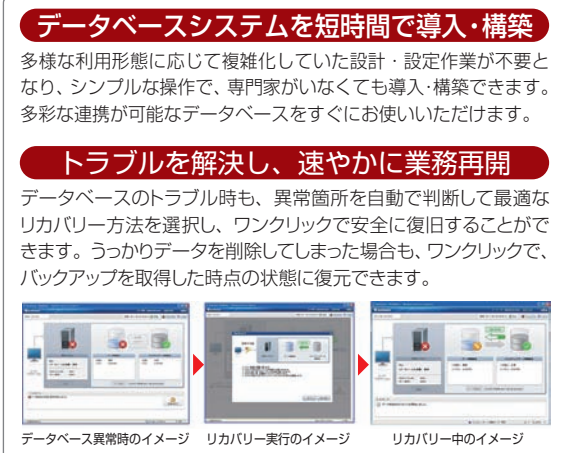 データベースシステムを短時間で導入・構築
多様な利用形態に応じて複雑化していた設計・設定作業が不要と
なり、シンプルな操作で、専門家がいなくても導入・構築できます。
多彩な連携が可能なデータベースをすぐにお使いいただけます。
トラブルを解決し、速やかに業務再開
データベースのトラブル時も、異常箇所を自動で判断して最適な
リカバリー方法を選択し、ワンクリックで安全に復旧することがで
きます。うっかりデータを削除してしまった場合も、ワンクリックで、
バックアップを取得した時点の状態に復元できます。
データベース異常時のイメージ
リカバリー実行のイメージ
リカバリー中のイメージ